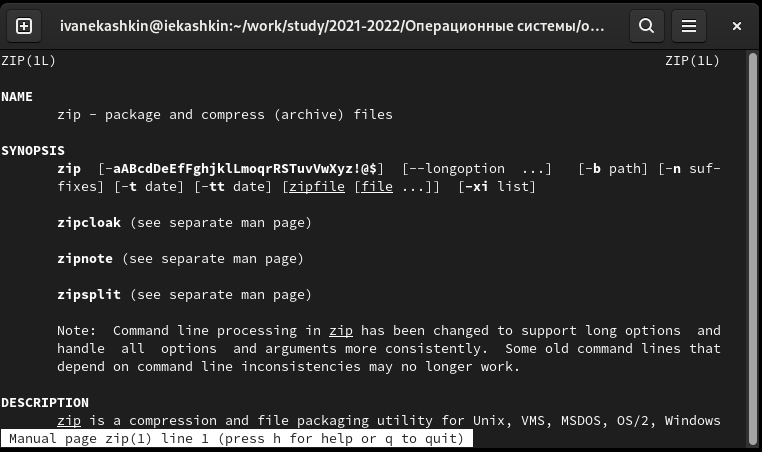 ivanekashkin@iekashkin:~/work/study/2021-2022/Операционные системы/о...
ZIP(1L) ZIP(1L)
NAME
zip - package and compress (archive) files
SYNOPSIS
zip [-aABcdDeEfFghjklLmoqrRSTuvVwXyz!@$] [--longoption ...] [-b path] [-n suf-
fixes] [-t date] [-tt date] [zipfile [file ...]] [-xi list]
zipcloak (see separate man page)
zipnote (see separate man page)
zipsplit (see separate man page)
Note: Command line processing in zip has been changed to support long options and
handle all options and arguments more consistently. Some old command lines that
depend on command line inconsistencies may no longer work.
DESCRIPTION
zip is a compression and file packaging utility for Unix, VMS, MSDOS, OS/2, Windows
Manual page zip(1) line 1 (press h for help or q to quit)